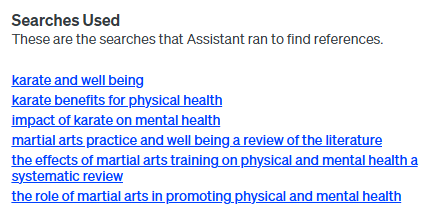 Searches Used
These are the searches that Assistant ran to find references.
karate and well being
karate benefits for physical health
impact of karate on mental health
martial arts practice and well being a review of the literature
the effects of martial arts training on physical and mental health a
systematic review
the role of martial arts in promoting physical and mental health